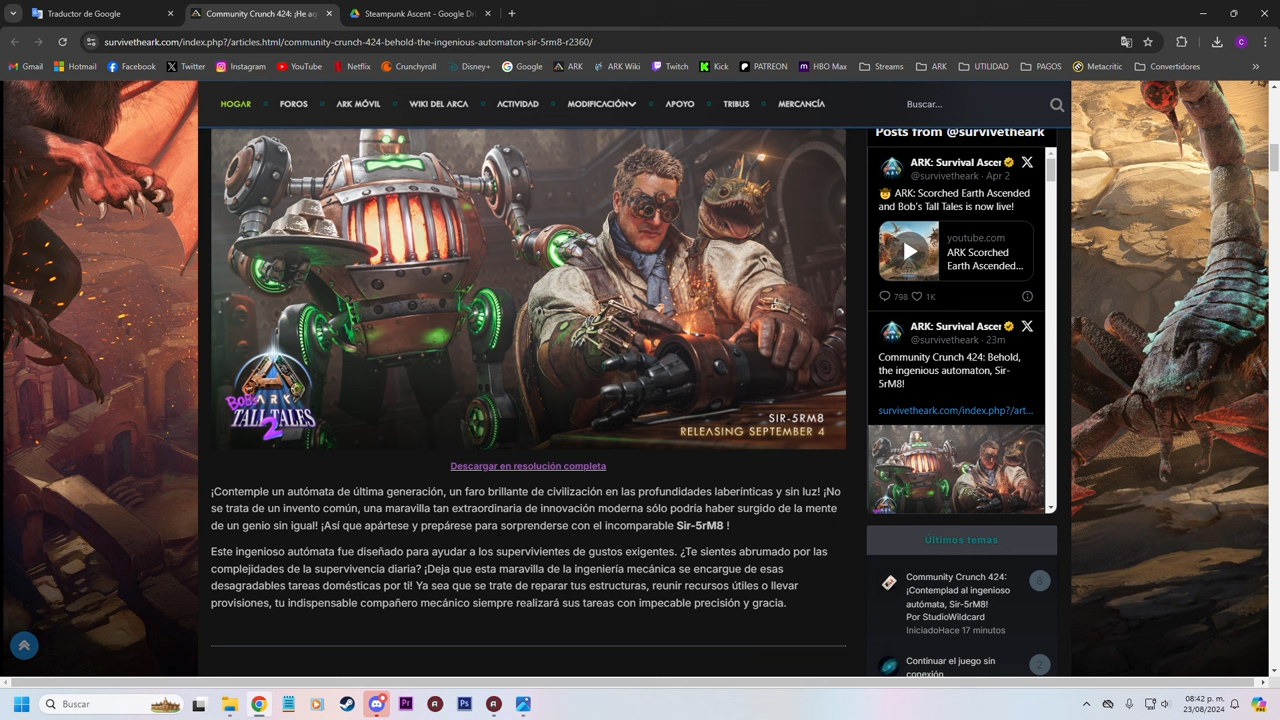 Traductor de Google
Community Crunch 424: ¡He aq
Steampunk Ascent - Google Dri
survivetheark.com/index.php?/articles.html/community-crunch-424-behold-the-ingenious-automaton-sir-5rm8-r2360/
Gmail
Hotmail
Facebook
Twitter
Instagram
YouTube
Netflix
Crunchyroll
Disney+
Google
ARK
ARK Wiki
Twitch
Kick
PATREON
HBO Max
Streams
ARK
UTILIDAD
PAGOS
Metacritic
Convertidores
HOGAR
FOROS
ARK MÓVIL
WIKI DEL ARCA
ACTIVIDAD
MODIFICACIÓN
APOYO
TRIBUS
MERCANCÍA
Buscar...
BOB'S
ARK
TALL TALES
2
SIR-5RM8
RELEASING SEPTEMBER 4
Descargar en resolución completa
¡Contemple un autómata de última generación, un faro brillante de civilización en las profundidades laberínticas y sin luz! ¡No
se trata de un invento común, una maravilla tan extraordinaria de innovación moderna sólo podría haber surgido de la mente
de un genio sin igual! ¡Así que apártese y prepárese para sorprenderse con el incomparable Sir-5rM8 !
Este ingenioso autómata fue diseñado para ayudar a los supervivientes de gustos exigentes. ¿Te sientes abrumado por las
complejidades de la supervivencia diaria? ¡Deja que esta maravilla de la ingeniería mecánica se encargue de esas
desagradables tareas domésticas por ti! Ya sea que se trate de reparar tus estructuras, reunir recursos útiles o llevar
provisiones, tu indispensable compañero mecánico siempre realizará sus tareas con impecable precisión y gracia.
Posts from @survivetheark
ARK: Survival Ascen
@survivetheark · Apr 2
🤠 ARK: Scorched Earth Ascended
and Bob's Tall Tales is now live!
youtube.com
ARK Scorched
Earth Ascended...
798
1K
ARK: Survival Ascen
@survivetheark · 23m
Community Crunch 424: Behold,
the ingenious automaton, Sir-
5rM8!
survivetheark.com/index.php?/art...
Últimos temas
Community Crunch 424:
¡Contemplad al ingenioso
autómata, Sir-5rM8!
Por StudioWildcard
IniciadoHace 17 minutos
8
Continuar el juego sin
conexión
2
Buscar
08:42 p. m.
23/08/2024